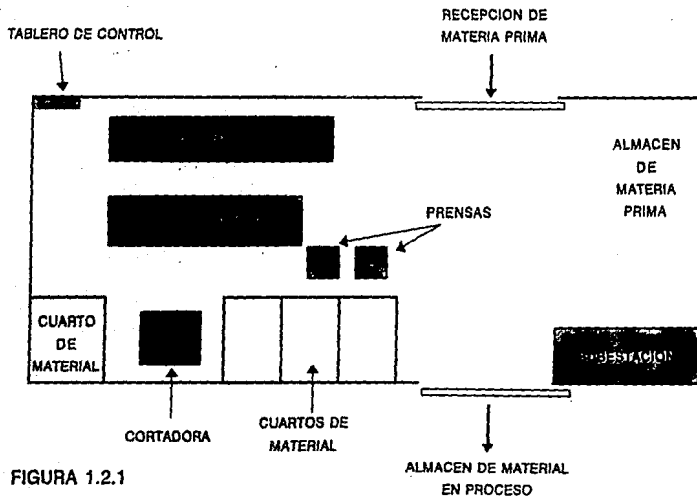 RECEPCION DE
MATERIA PRIMA
TABLERO DE CONTROL
ALMACEN
DE
MATERIA
PRIMA
PRENSAS
CUARTO
DE
MATERIAL
SUBESTACION
CORTADORA
CUARTOS DE
MATERIAL
ALMACEN DE MATERIAL
EN PROCESO
FIGURA 1.2.1